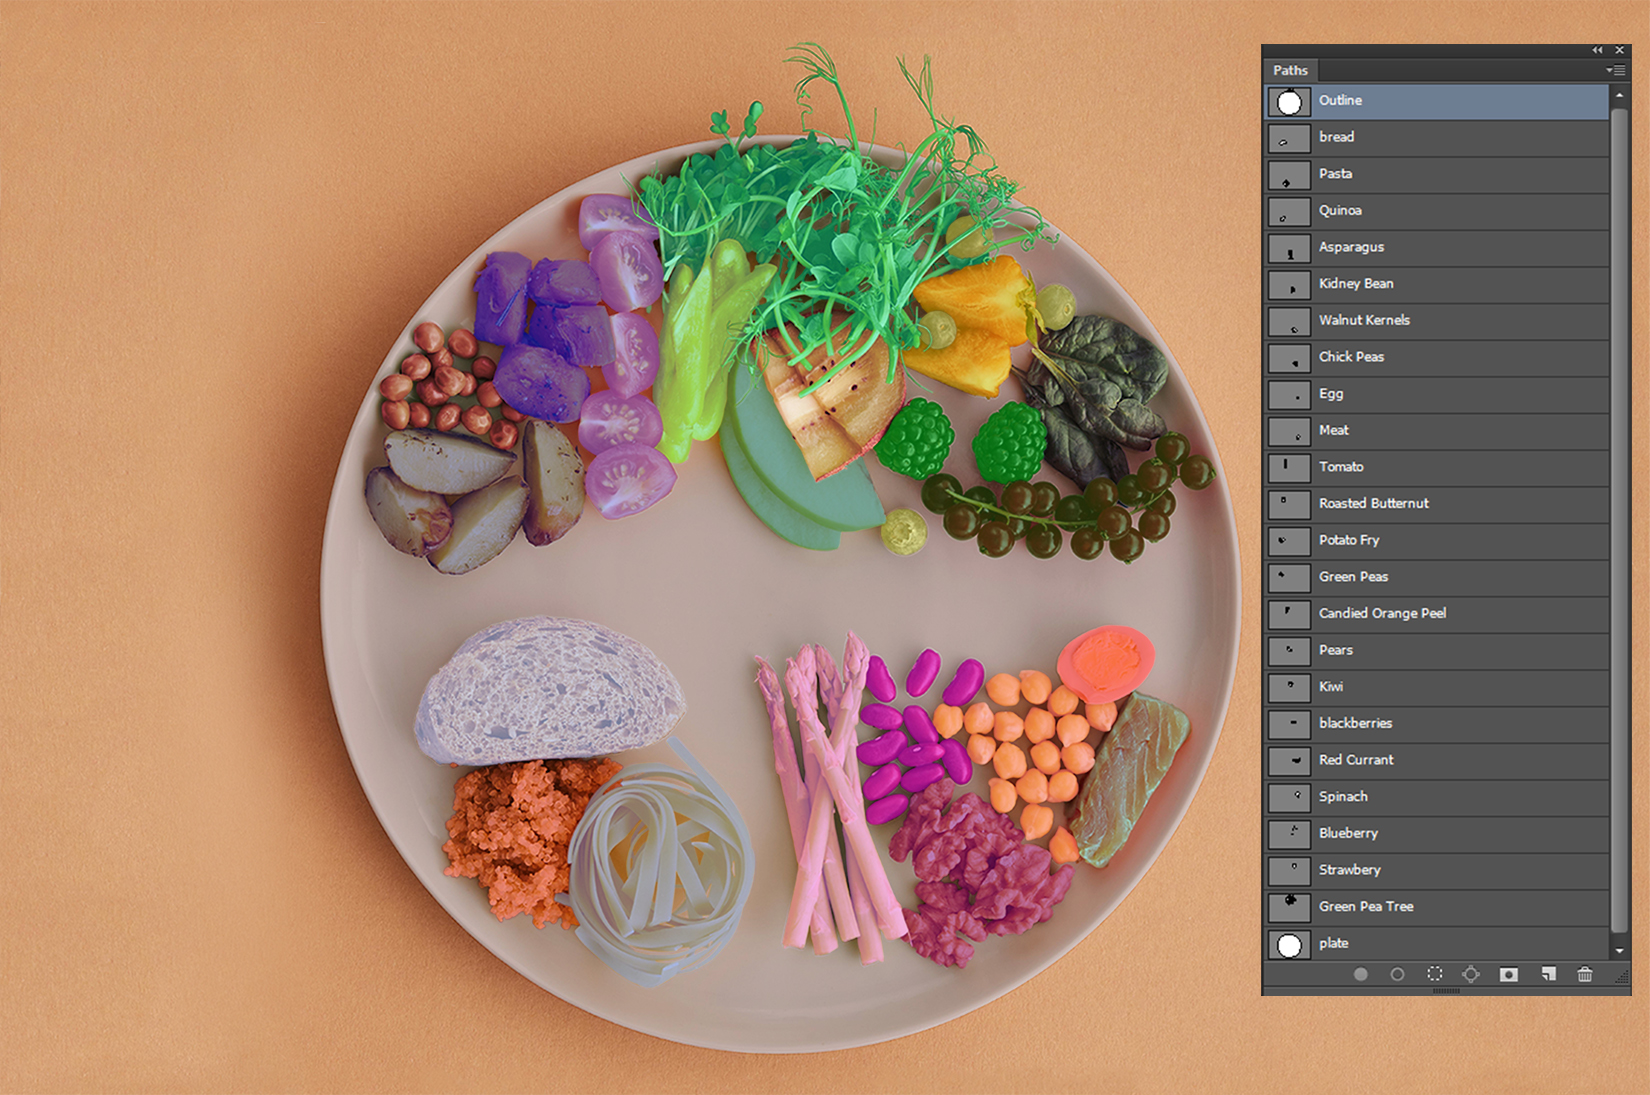 Paths
Outline
bread
Pasta
Quinoa
Asparagus
Kidney Bean
Walnut Kernels
Chick Peas
Egg
Meat
Tomato
Roasted Butternut
Potato Fry
Green Peas
Candied Orange Peel
Pears
Kiwi
blackberries
Red Currant
Spinach
Blueberry
Strawbery
Green Pea Tree
plate